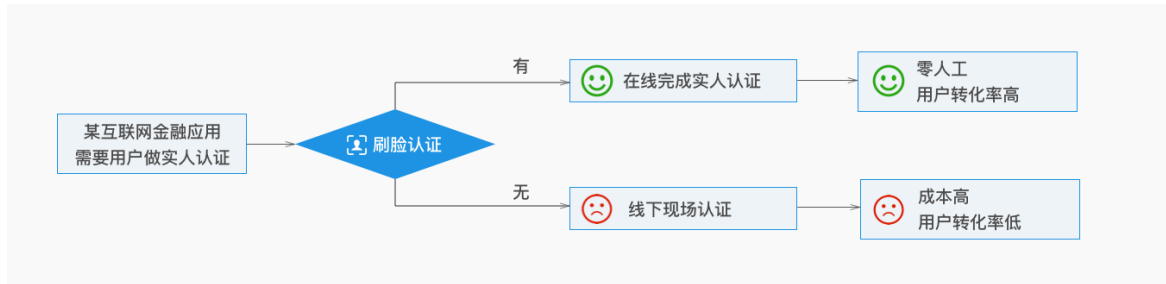 某互联网金融应用
需要用户做实人认证
刷脸认证
有
在线完成实人认证
零人工
用户转化率高
无
线下现场认证
成本高
用户转化率低